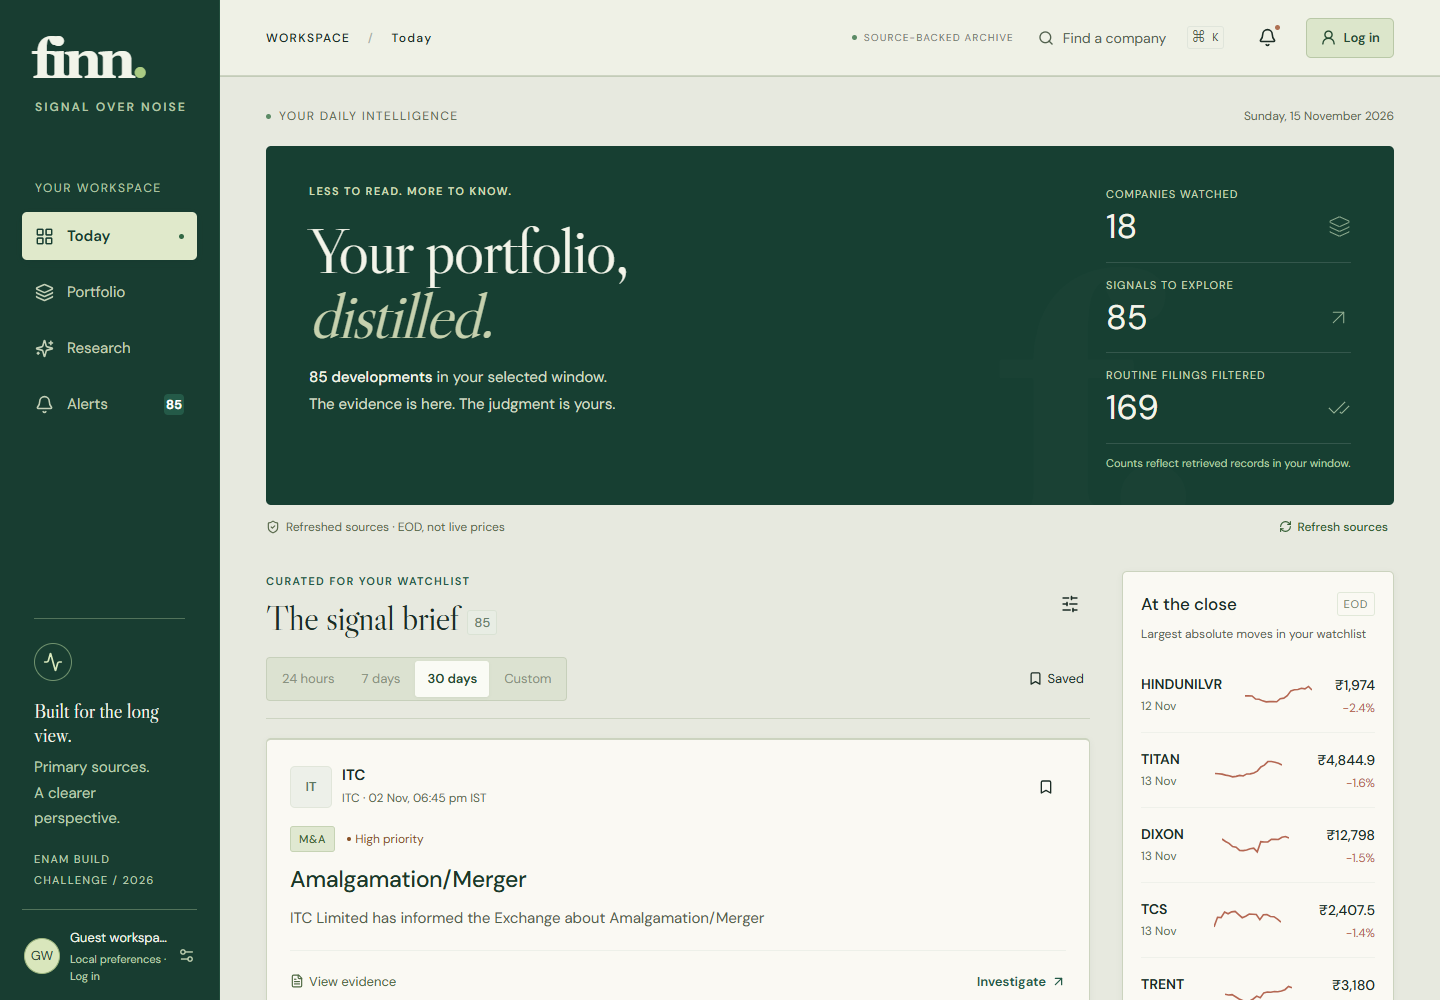 finn.
SIGNAL OVER NOISE
YOUR WORKSPACE
Today
Portfolio
Research
Alerts 85
Built for the long
view.
Primary sources.
A clearer
perspective.
ENAM BUILD
CHALLENGE / 2026
GW
Guest workspa...
Local preferences ·
Log in
WORKSPACE / Today
SOURCE-BACKED ARCHIVE
Find a company
⌘ K
Log in
YOUR DAILY INTELLIGENCE
Sunday, 15 November 2026
LESS TO READ. MORE TO KNOW.
Your portfolio,
distilled.
85 developments in your selected window.
The evidence is here. The judgment is yours.
COMPANIES WATCHED
18
SIGNALS TO EXPLORE
85
ROUTINE FILINGS FILTERED
169
Counts reflect retrieved records in your window.
Refreshed sources · EOD, not live prices
Refresh sources
CURATED FOR YOUR WATCHLIST
The signal brief 85
24 hours 7 days 30 days Custom
Saved
IT
ITC
ITC · 02 Nov, 06:45 pm IST
M&A
High priority
Amalgamation/Merger
ITC Limited has informed the Exchange about Amalgamation/Merger
View evidence
Investigate
At the close
EOD
Largest absolute moves in your watchlist
HINDUNILVR ₹1,974
12 Nov -2.4%
TITAN ₹4,844.9
13 Nov -1.6%
DIXON ₹12,798
13 Nov -1.5%
TCS ₹2,407.5
13 Nov -1.4%
TRENT ₹3,180